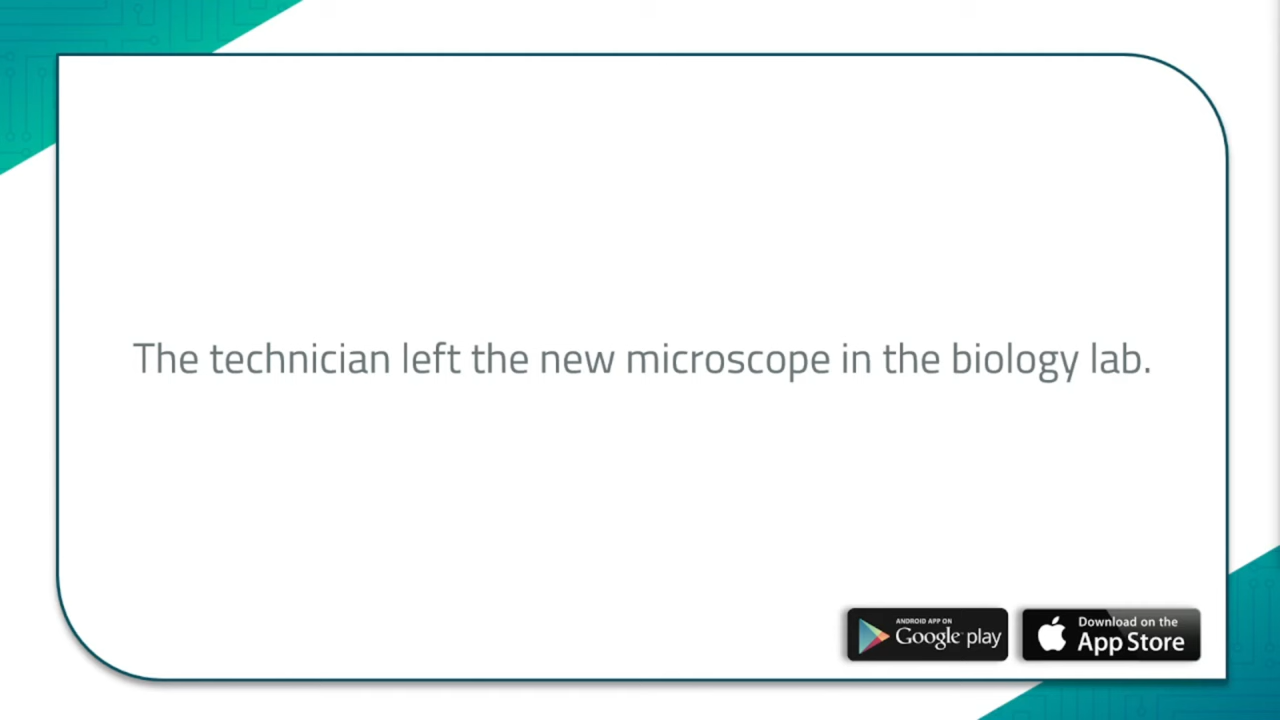 The technician left the new microscope in the biology lab.
ANDROID APP ON
Google play
Download on the
App Store